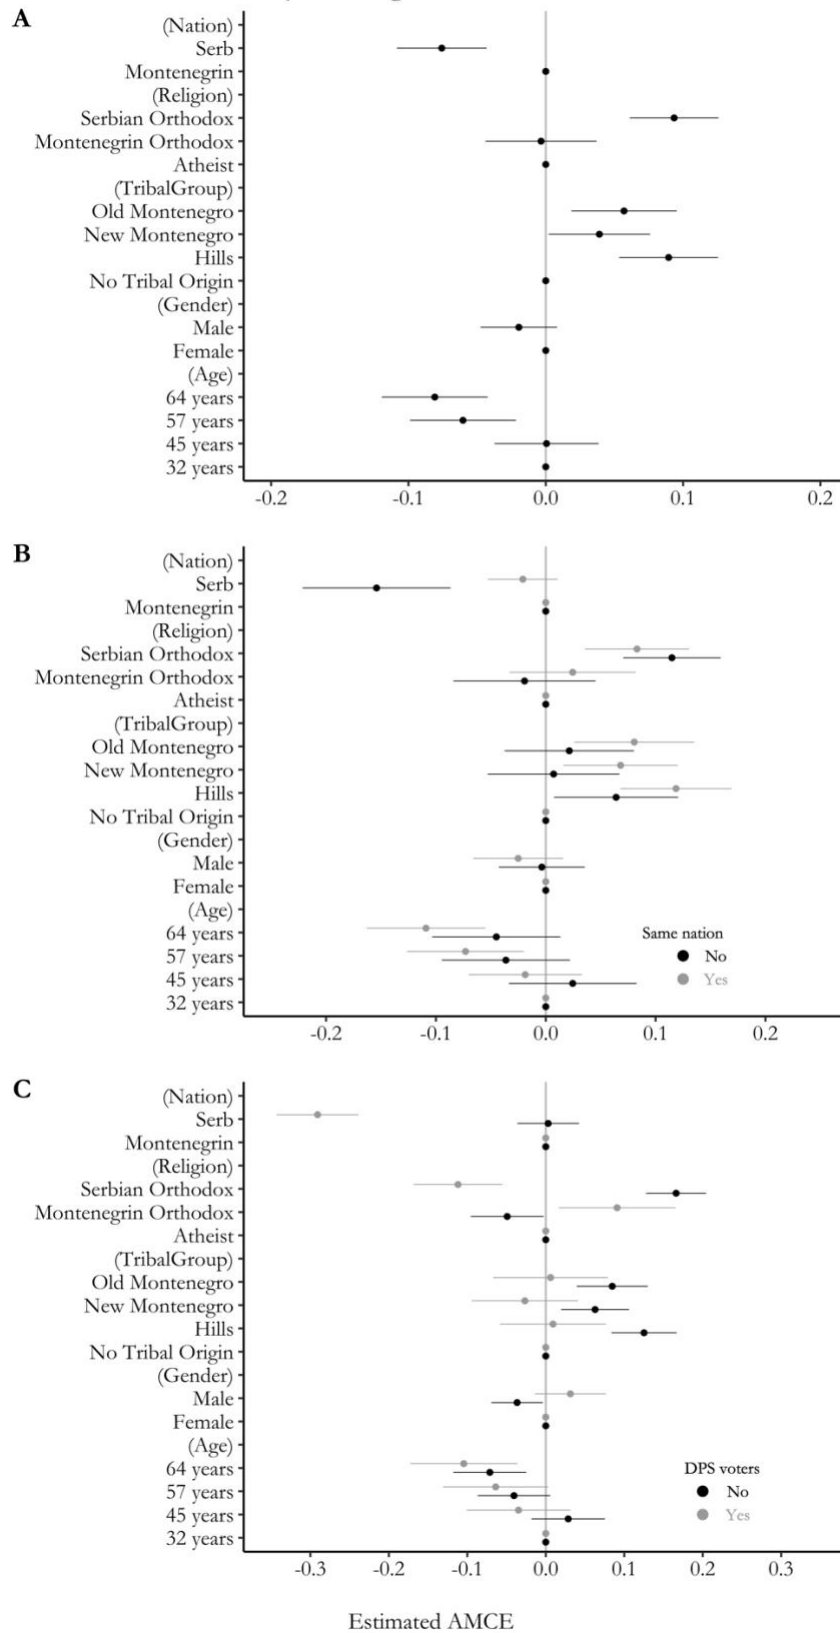 A
(Nation)
Serb
Montenegrin
(Religion)
Serbian Orthodox
Montenegrin Orthodox
Atheist
(TribalGroup)
Old Montenegro
New Montenegro
Hills
No Tribal Origin
(Gender)
Male
Female
(Age)
64 years
57 years
45 years
32 years
-0.2 -0.1 0.0 0.1 0.2
B
(Nation)
Serb
Montenegrin
(Religion)
Serbian Orthodox
Montenegrin Orthodox
Atheist
(TribalGroup)
Old Montenegro
New Montenegro
Hills
No Tribal Origin
(Gender)
Male
Female
(Age)
64 years
57 years
45 years
32 years
Same nation
No
Yes
-0.2 -0.1 0.0 0.1 0.2
C
(Nation)
Serb
Montenegrin
(Religion)
Serbian Orthodox
Montenegrin Orthodox
Atheist
(TribalGroup)
Old Montenegro
New Montenegro
Hills
No Tribal Origin
(Gender)
Male
Female
(Age)
64 years
57 years
45 years
32 years
DPS voters
No
Yes
-0.3 -0.2 -0.1 0.0 0.1 0.2 0.3
Estimated AMCE